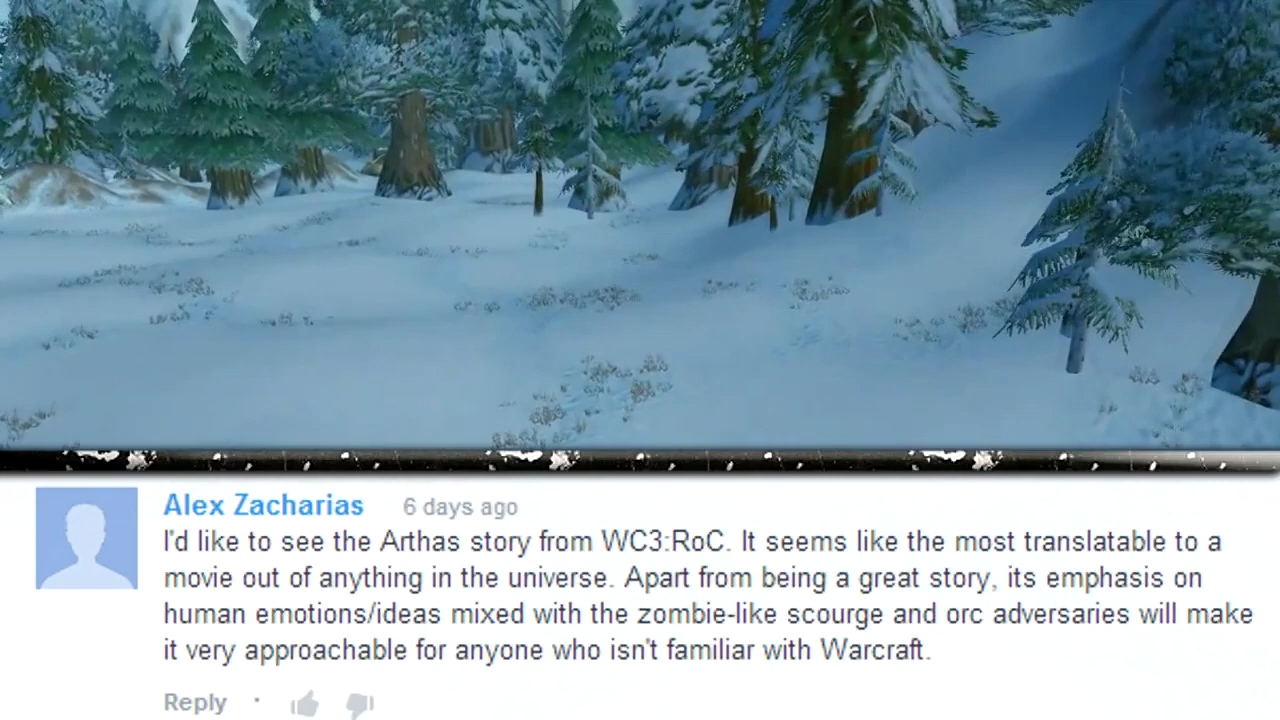 Alex Zacharias 6 days ago
I'd like to see the Arthas story from WC3:RoC. It seems like the most translatable to a
movie out of anything in the universe. Apart from being a great story, its emphasis on
human emotions/ideas mixed with the zombie-like scourge and orc adversaries will make
it very approachable for anyone who isn't familiar with Warcraft.
Reply ·